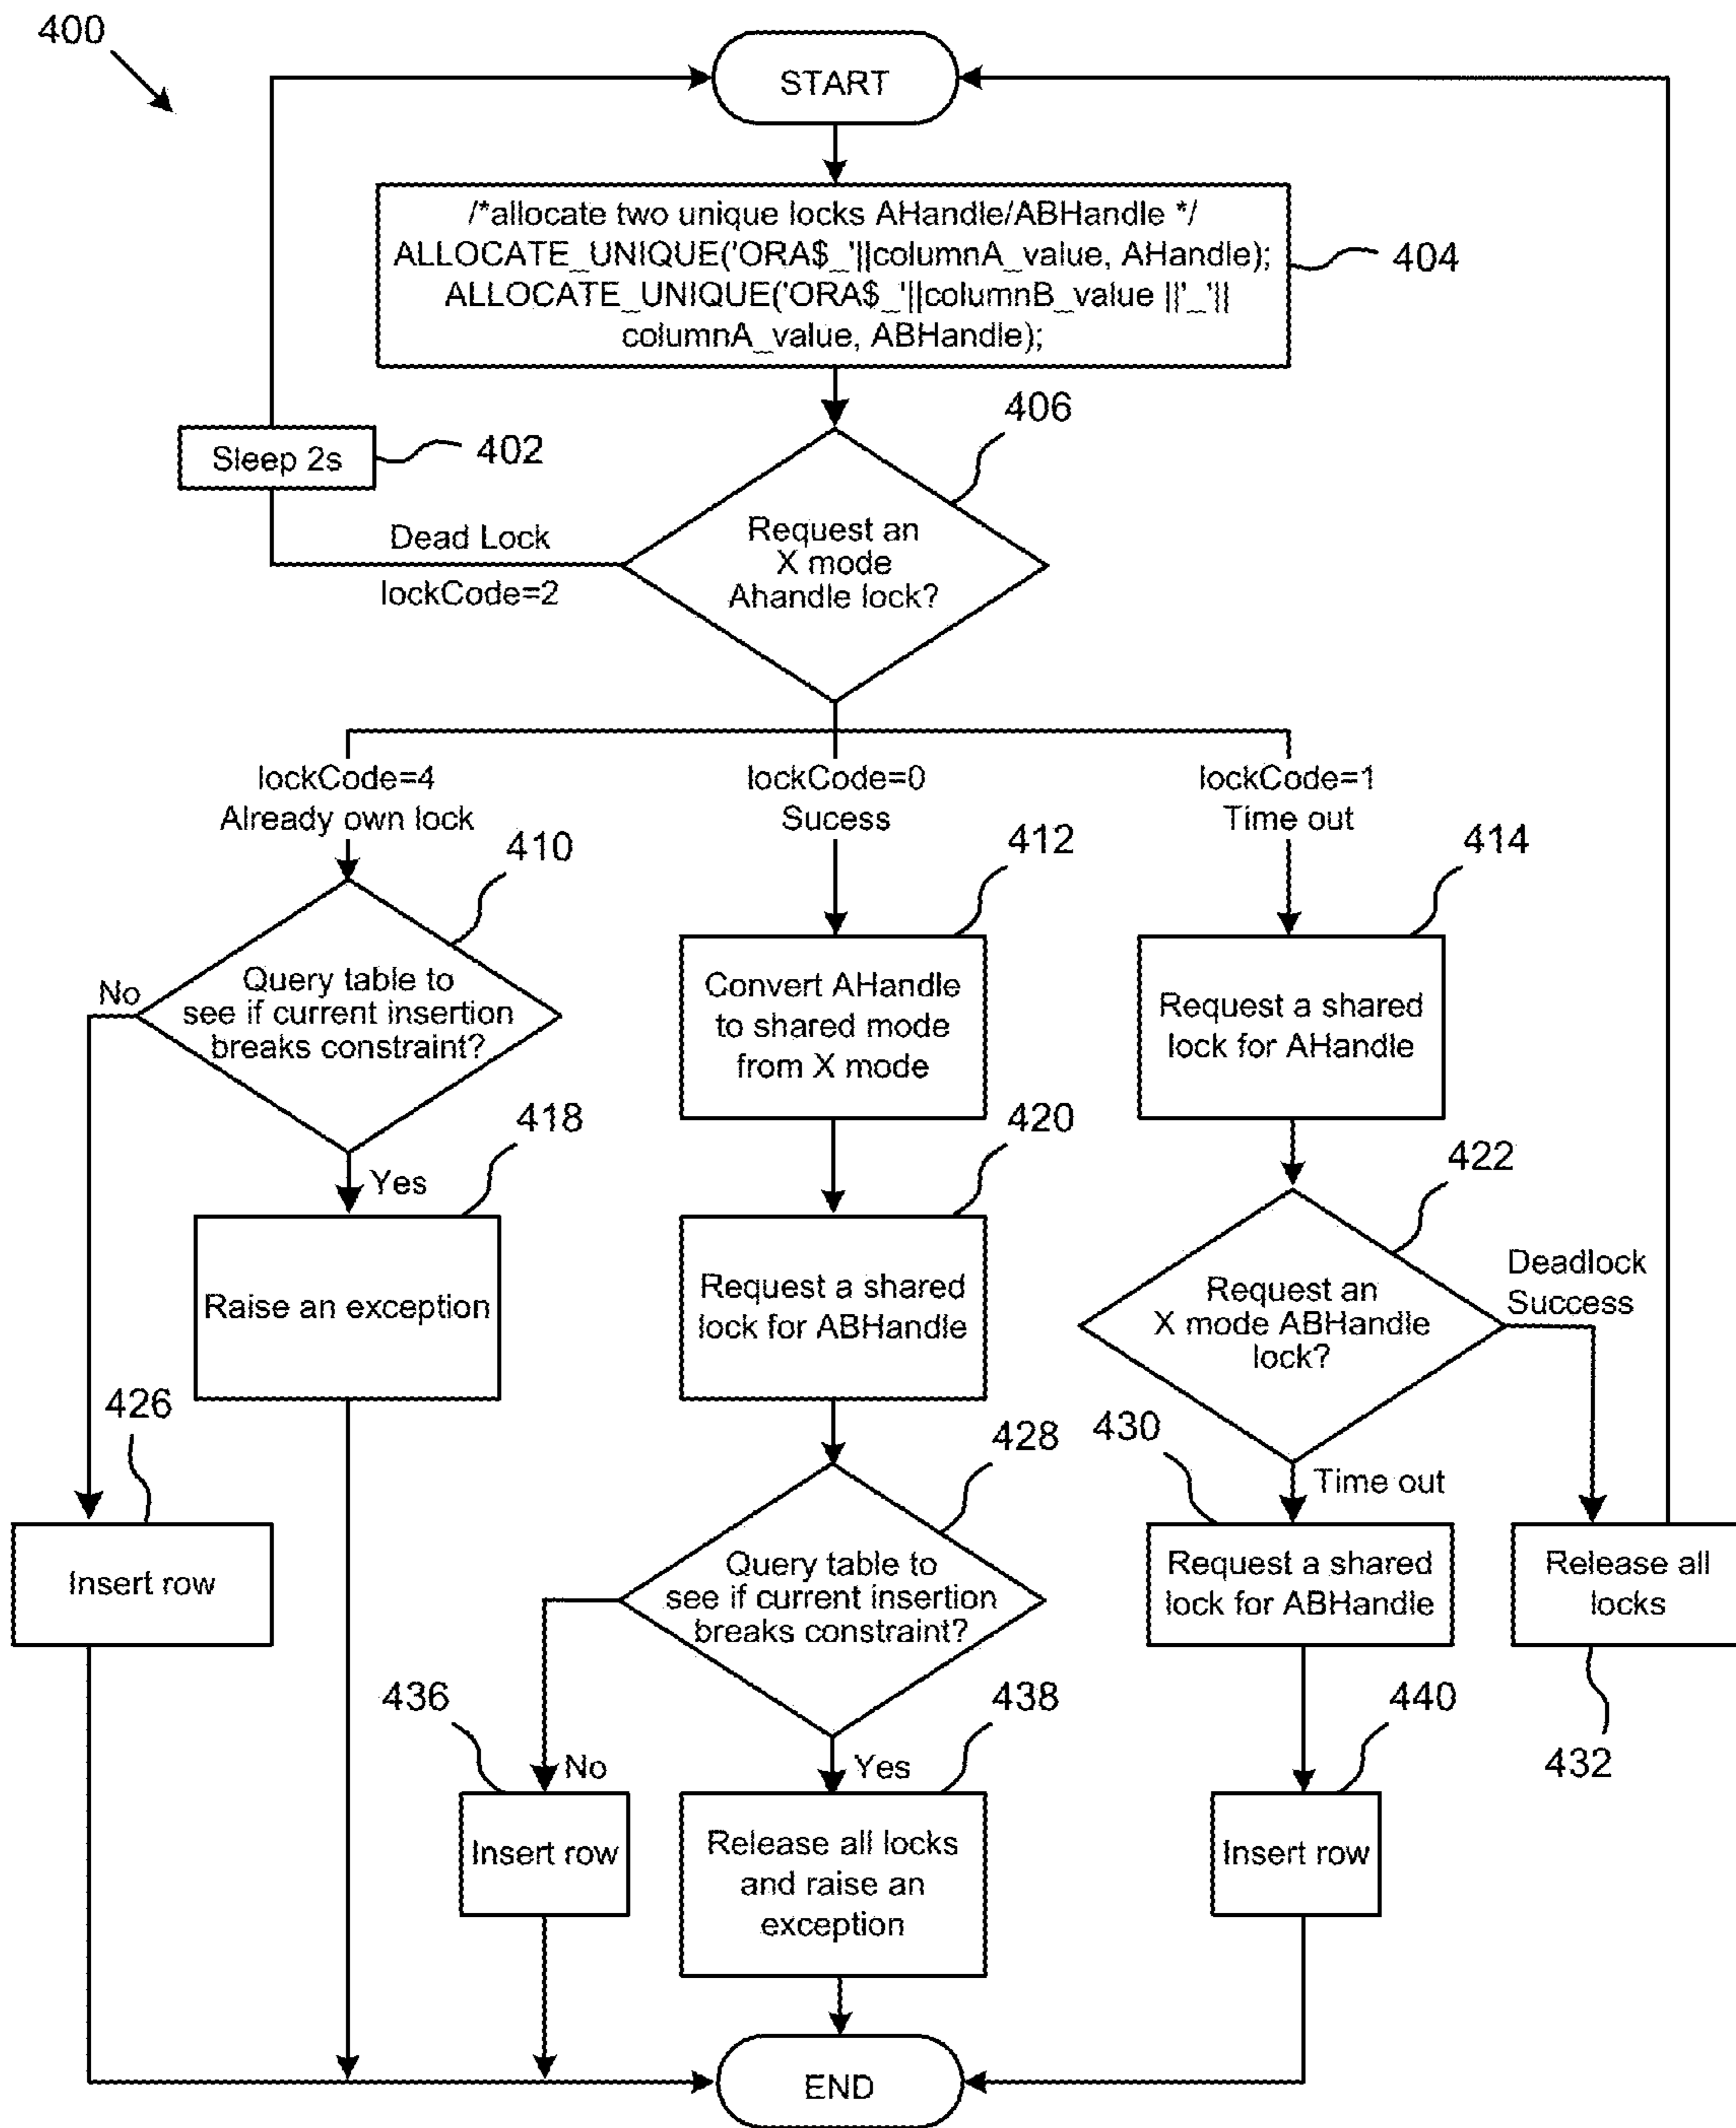 400
START
/*allocate two unique locks AHandle/ABHandle */
ALLOCATE_UNIQUE('ORA$_'||columnA_value, AHandle);
ALLOCATE_UNIQUE('ORA$_'||columnB_value ||'_'||
columnA_value, ABHandle);
404
406
Sleep 2s
402
Request an
X mode
Ahandle lock?
Dead Lock
lockCode=2
lockCode=4
Already own lock
lockCode=0
Sucess
lockCode=1
Time out
410
412
414
Query table to
see if current insertion
breaks constraint?
No
Convert AHandle
to shared mode
from X mode
Request a shared
lock for AHandle
418
420
422
Yes
Raise an exception
Request a shared
lock for ABHandle
Request an
X mode ABHandle
lock?
Deadlock
Success
426
428
430
Time out
Insert row
Query table to
see if current insertion
breaks constraint?
Request a shared
lock for ABHandle
Release all
locks
436
438
440
432
No
Yes
Insert row
Release all locks
and raise an
exception
Insert row
END